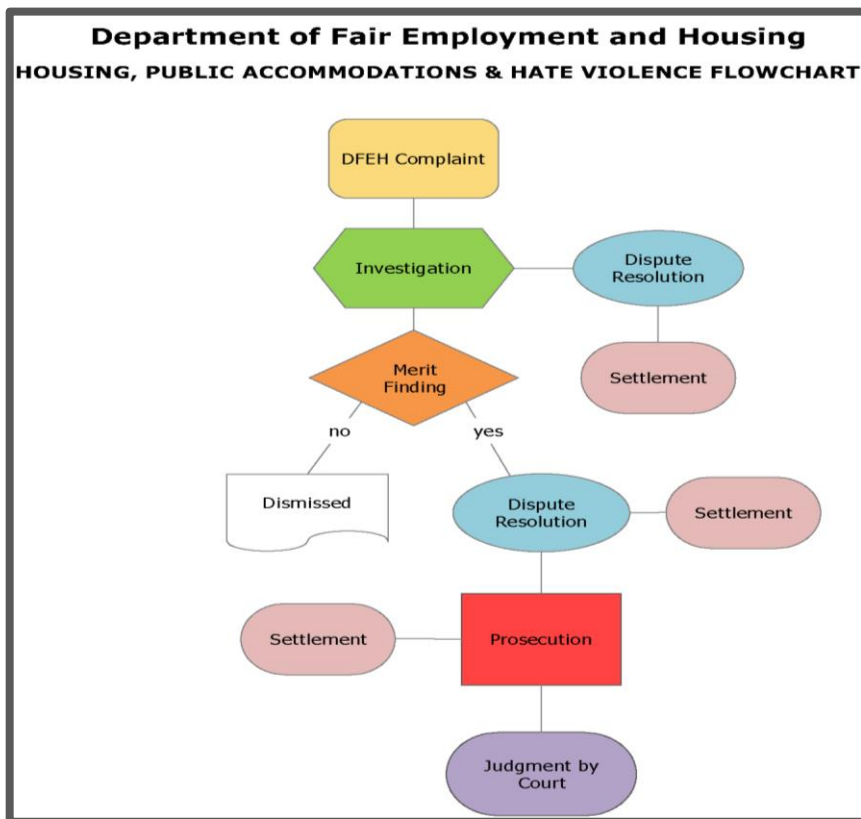 Department of Fair Employment and Housing
HOUSING, PUBLIC ACCOMMODATIONS & HATE VIOLENCE FLOWCHART
DFEH Complaint
Investigation
Dispute
Resolution
Settlement
Merit
Finding
no
yes
Dismissed
Dispute
Resolution
Settlement
Settlement
Prosecution
Judgment by
Court